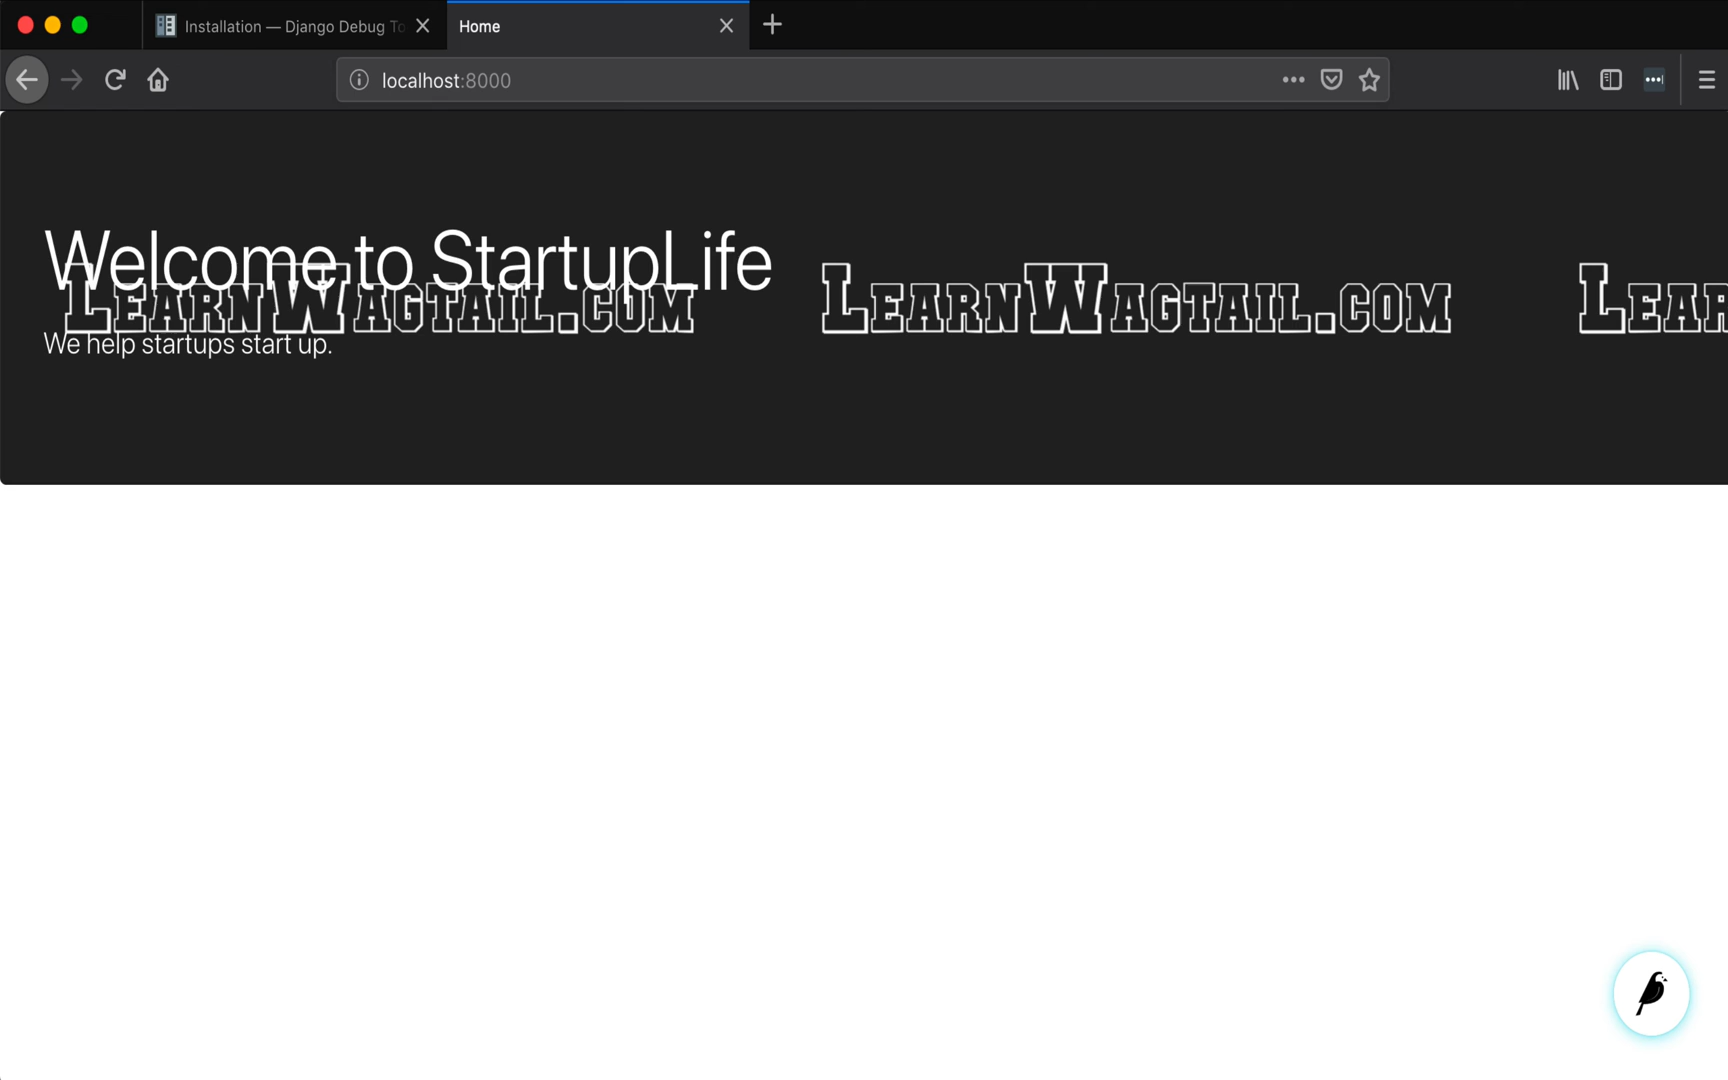 Installation — Django Debug To
Home
localhost:8000
Welcome to StartupLife
LEARNWAGTAIL.COM LEARNWAGTAIL.COM LEAR
We help startups start up.